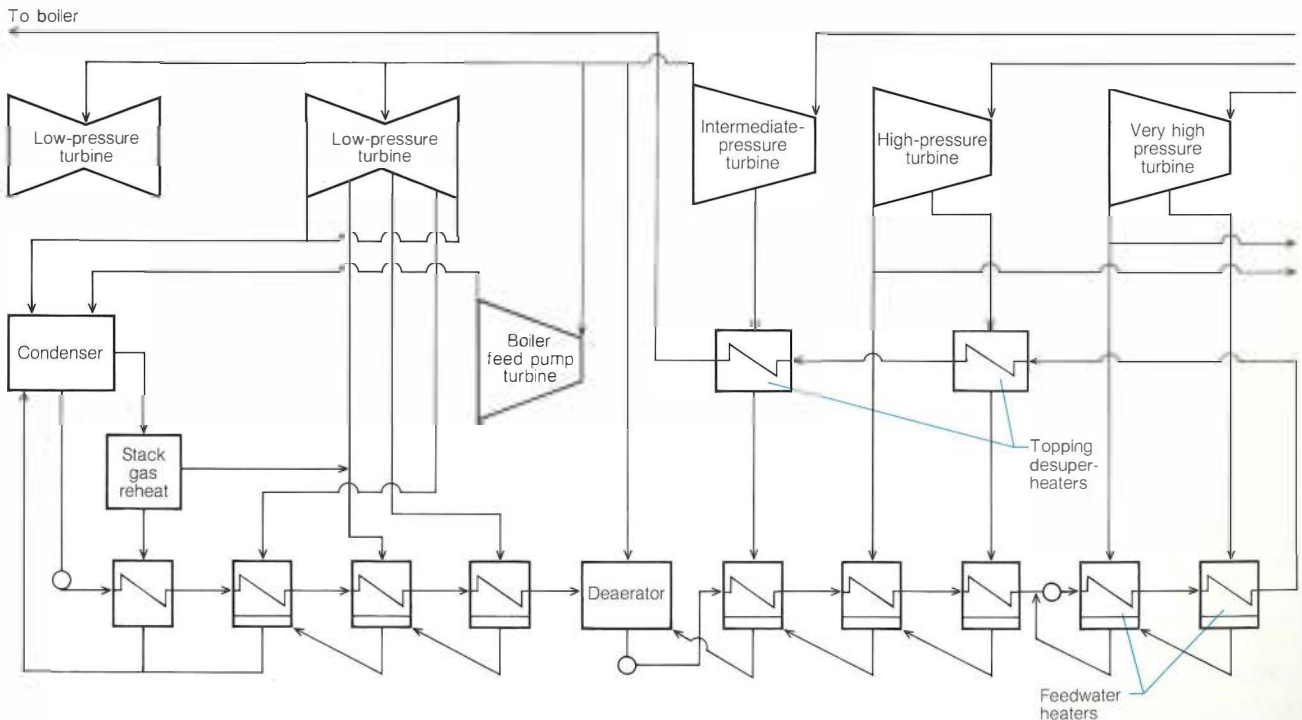 To boiler
Low-pressure
turbine
Low-pressure
turbine
Intermediate-
pressure
turbine
High-pressure
turbine
Very high
pressure
turbine
Condenser
Boiler
feed pump
turbine
Stack
gas
reheat
Topping
desuper-
heaters
Deaerator
Feedwater
heaters